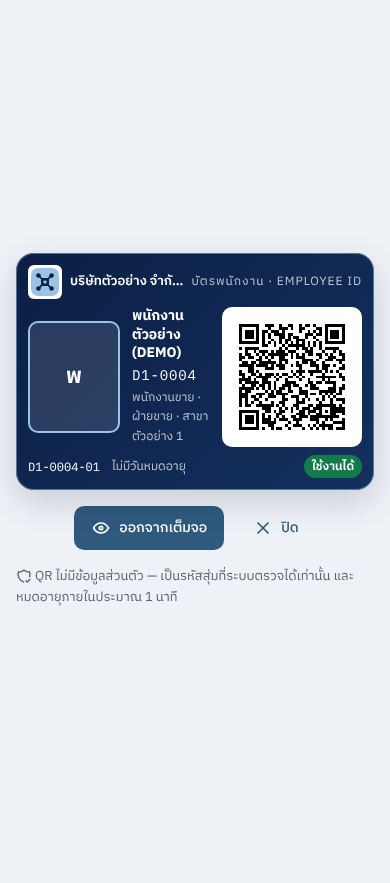 บริษัทตัวอย่าง จำกั... บัตรพนักงาน · EMPLOYEE ID
พนักงาน
ตัวอย่าง
(DEMO)
พ
D1-0004
พนักงานขาย ·
ฝ่ายขาย · สาขา
ตัวอย่าง 1
D1-0004-01 ไม่มีวันหมดอายุ ใช้งานได้
ออกจากเต็มจอ ปิด
QR ไม่มีข้อมูลส่วนตัว — เป็นรหัสสุ่มที่ระบบตรวจได้เท่านั้น และ
หมดอายุภายในประมาณ 1 นาที